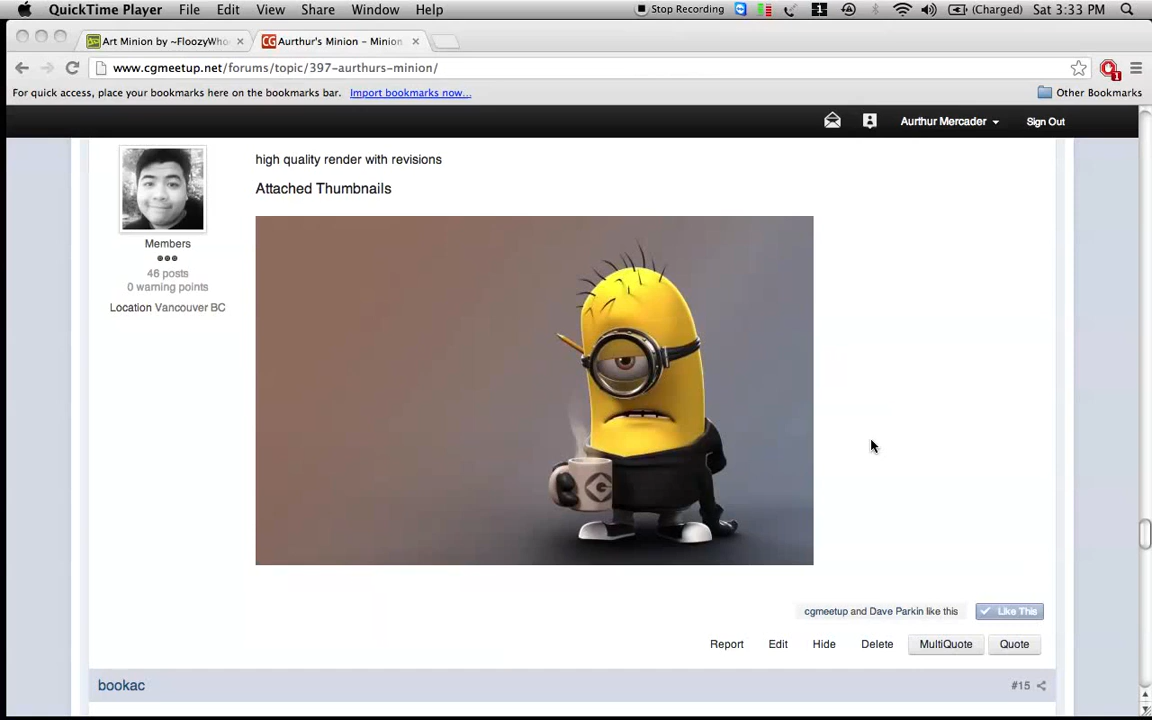 QuickTime Player File Edit View Share Window Help Stop Recording 1 (Charged) Sat 3:33 PM
Art Minion by ~FloozyWho Aurthur's Minion - Minion
www.cgmeetup.net/forums/topic/397-aurthurs-minion/
For quick access, place your bookmarks here on the bookmarks bar. Import bookmarks now... Other Bookmarks
Aurthur Mercader Sign Out
high quality render with revisions
Attached Thumbnails
Members
46 posts
0 warning points
Location Vancouver BC
cgmeetup and Dave Parkin like this Like This
Report Edit Hide Delete MultiQuote Quote
bookac #15